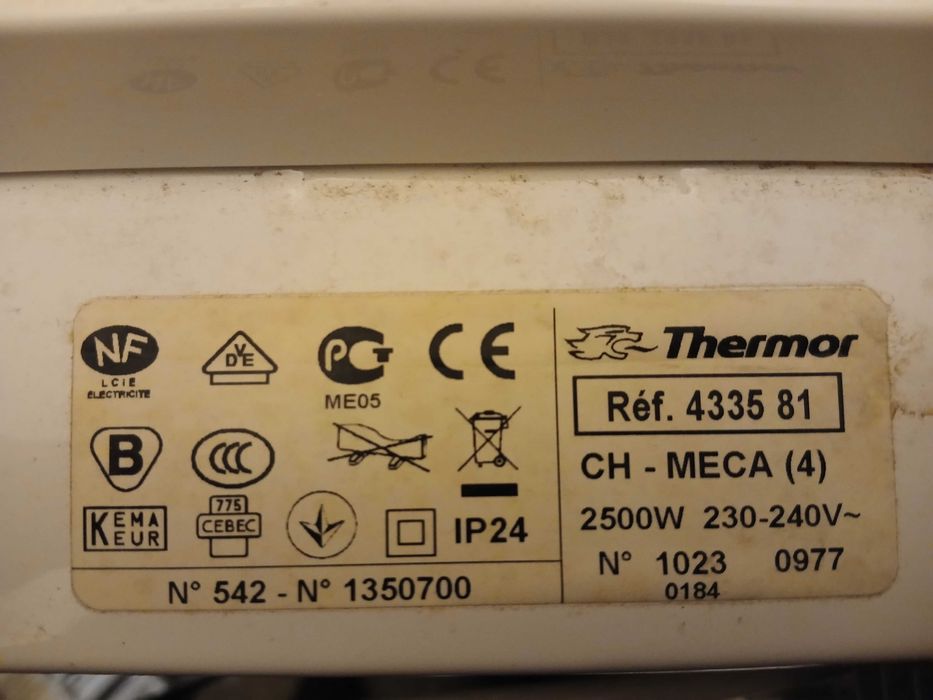 NF
LCIE
ELECTRICITE
VDE
PCT
ME05
CE
B
CCC
KEMA
KEUR
775
CEBEC
IP24
N° 542 - N° 1350700
Thermor
Réf. 4335 81
CH - MECA (4)
2500W 230-240V~
N° 1023 0977
0184